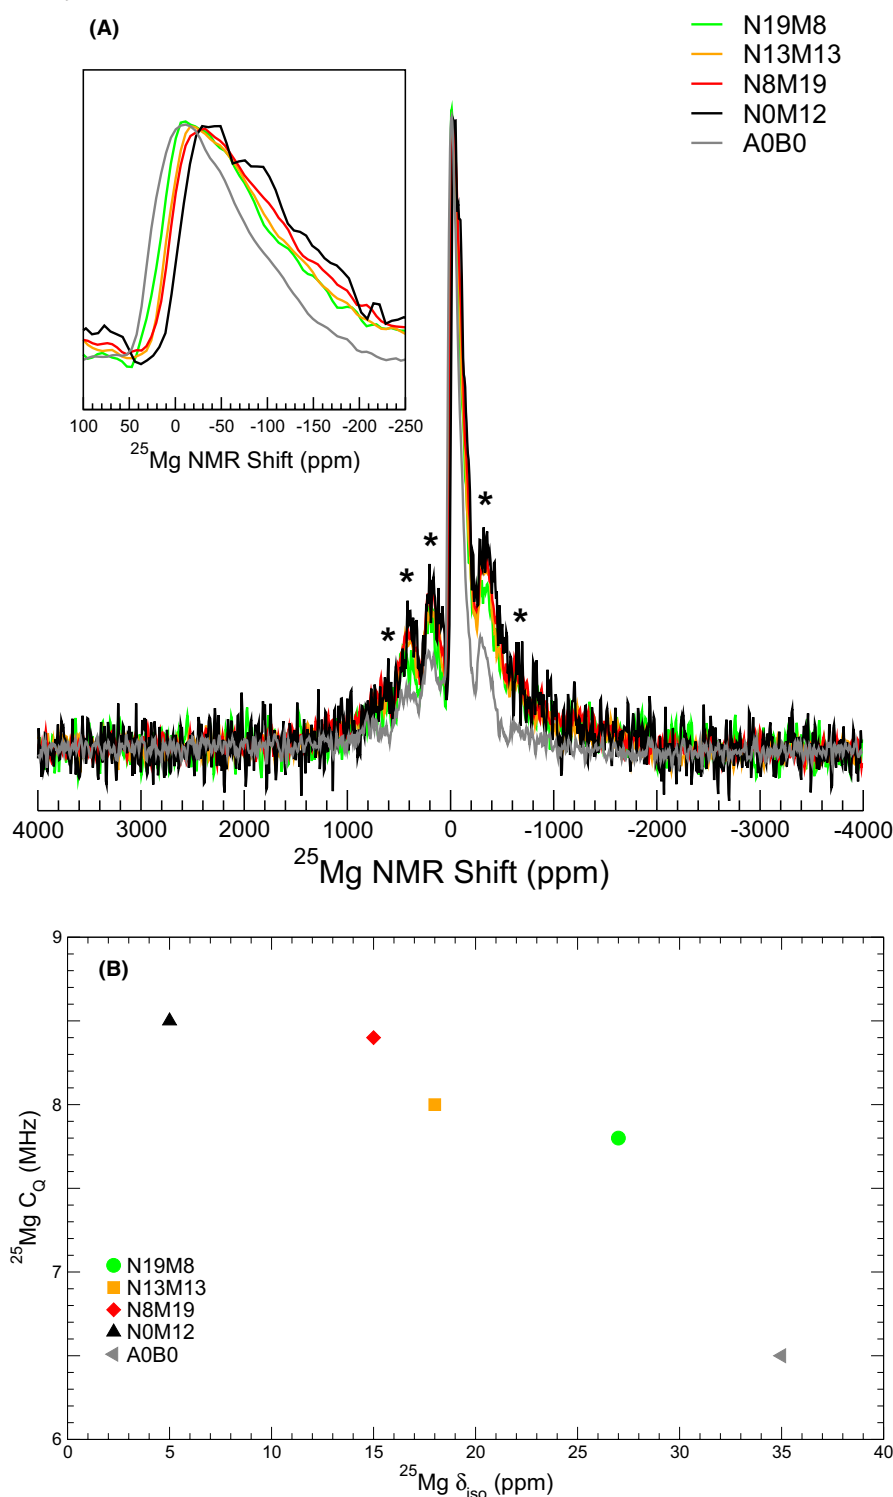 (A)
N19M8
N13M13
N8M19
N0M12
A0B0
100 50 0 -50 -100 -150 -200 -250
25Mg NMR Shift (ppm)
*
*
*
*
*
4000 3000 2000 1000 0 -1000 -2000 -3000 -4000
25Mg NMR Shift (ppm)
(B)
9
8
7
6
25Mg CQ (MHz)
N19M8
N13M13
N8M19
N0M12
A0B0
0 5 10 15 20 25 30 35 40
25Mg δiso (ppm)